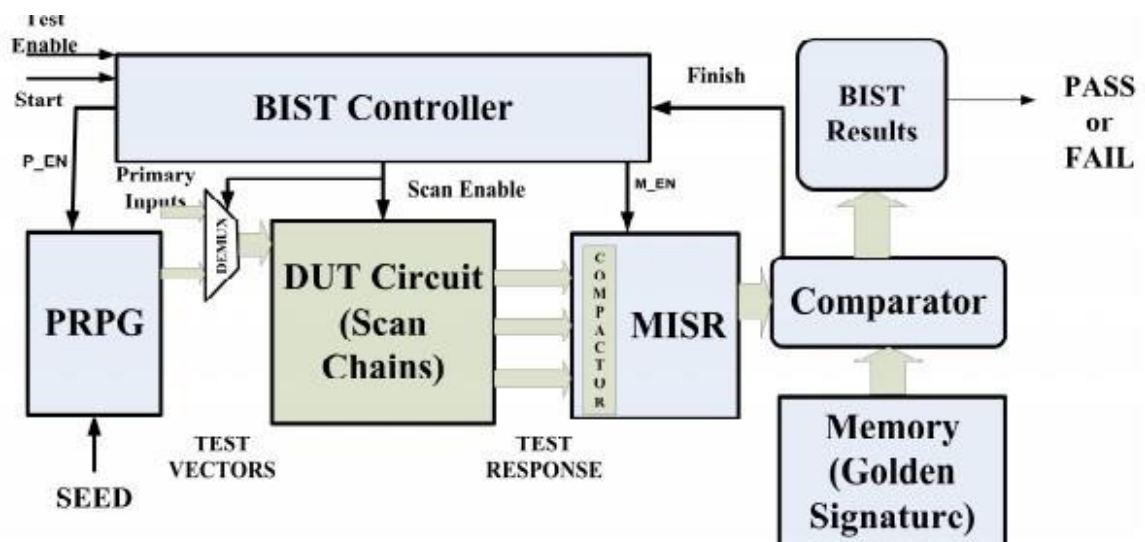 Test
Enable
Start
BIST Controller
Finish
BIST
Results
PASS
or
FAIL
P_EN
Primary
Inputs
Scan Enable
M_EN
DEMUX
PRPG
DUT Circuit
(Scan
Chains)
COMPACTOR
MISR
Comparator
TEST
VECTORS
TEST
RESPONSE
SEED
Memory
(Golden
Signature)